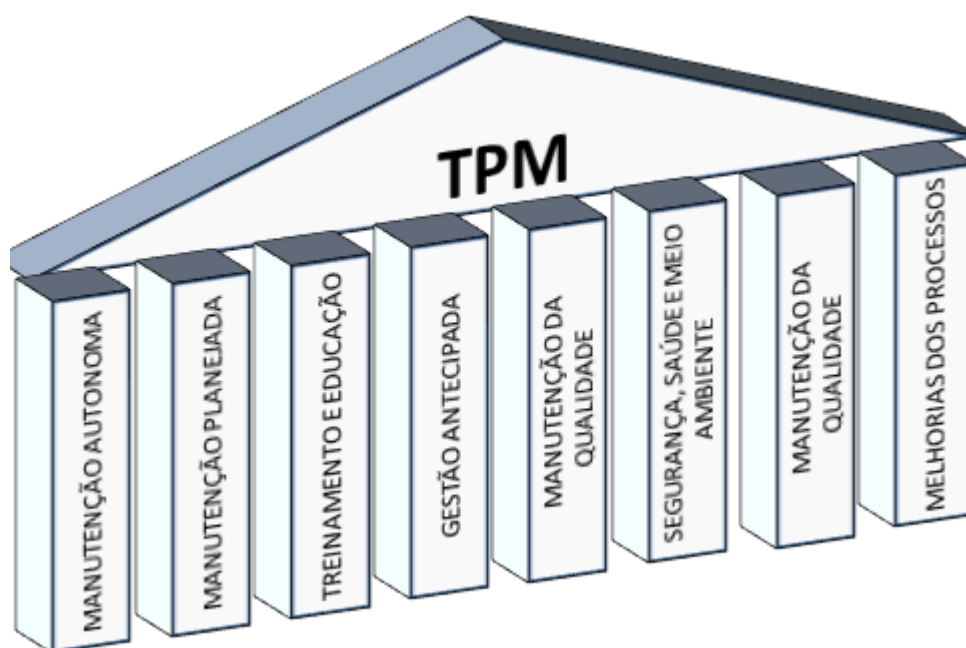 TPM
MANUTENÇÃO AUTONOMA
MANUTENÇÃO PLANEJADA
TREINAMENTO E EDUCAÇÃO
GESTÃO ANTECIPADA
MANUTENÇÃO DA
QUALIDADE
SEGURANÇA, SAÚDE E MEIO
AMBIENTE
MANUTENÇÃO DA
QUALIDADE
MELHORIAS DOS PROCESSOS